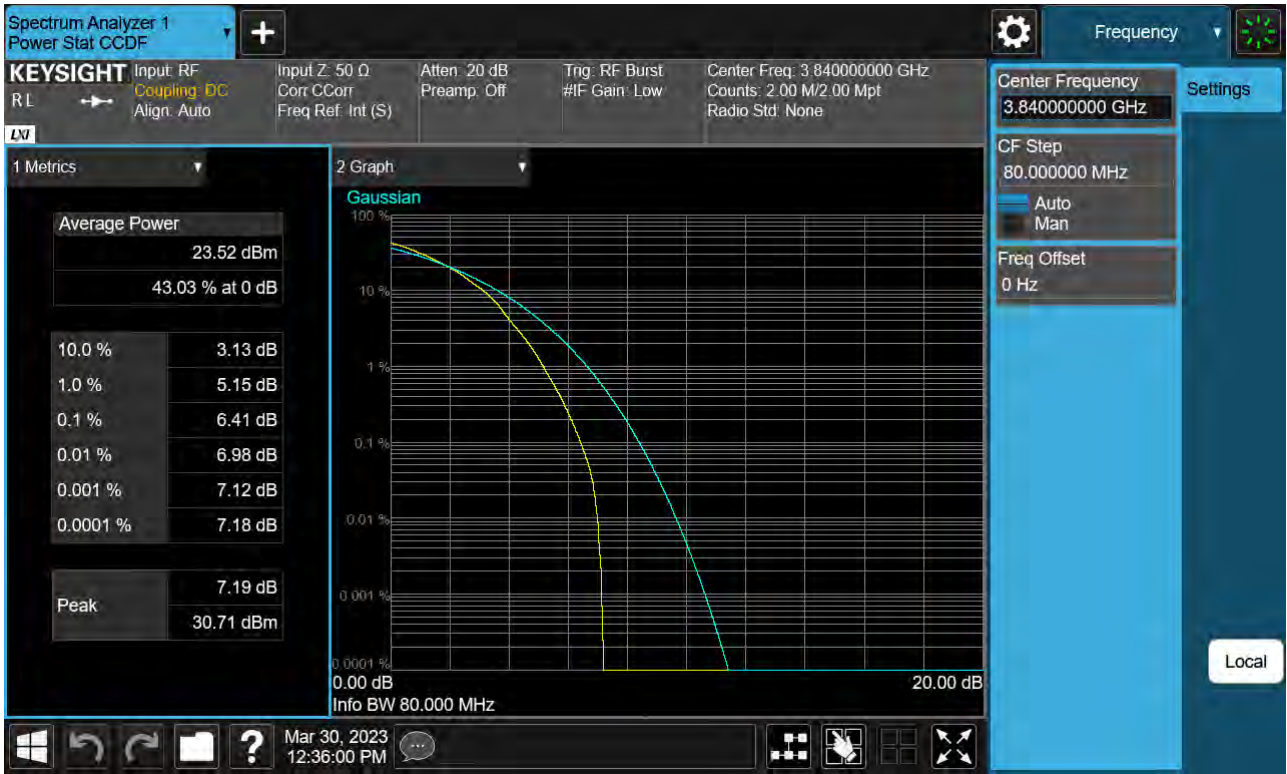 Spectrum Analyzer 1
Power Stat CCDF
Frequency
KEYSIGHT
RL
LXI
Input: RF
Coupling: DC
Align: Auto
Input Z: 50 Ω
Corr CCorr
Freq Ref: Int (S)
Atten: 20 dB
Preamp: Off
Trig: RF Burst
#IF Gain: Low
Center Freq: 3.840000000 GHz
Counts: 2.00 M/2.00 Mpt
Radio Std: None
Center Frequency
3.840000000 GHz
Settings
CF Step
80.000000 MHz
Auto
Man
Freq Offset
0 Hz
Local
1 Metrics
Average Power
23.52 dBm
43.03 % at 0 dB
10.0 % 3.13 dB
1.0 % 5.15 dB
0.1 % 6.41 dB
0.01 % 6.98 dB
0.001 % 7.12 dB
0.0001 % 7.18 dB
Peak
7.19 dB
30.71 dBm
2 Graph
Gaussian
100 %
10 %
1 %
0.1 %
0.01 %
0.001 %
0.0001 %
0.00 dB 20.00 dB
Info BW 80.000 MHz
Mar 30, 2023
12:36:00 PM